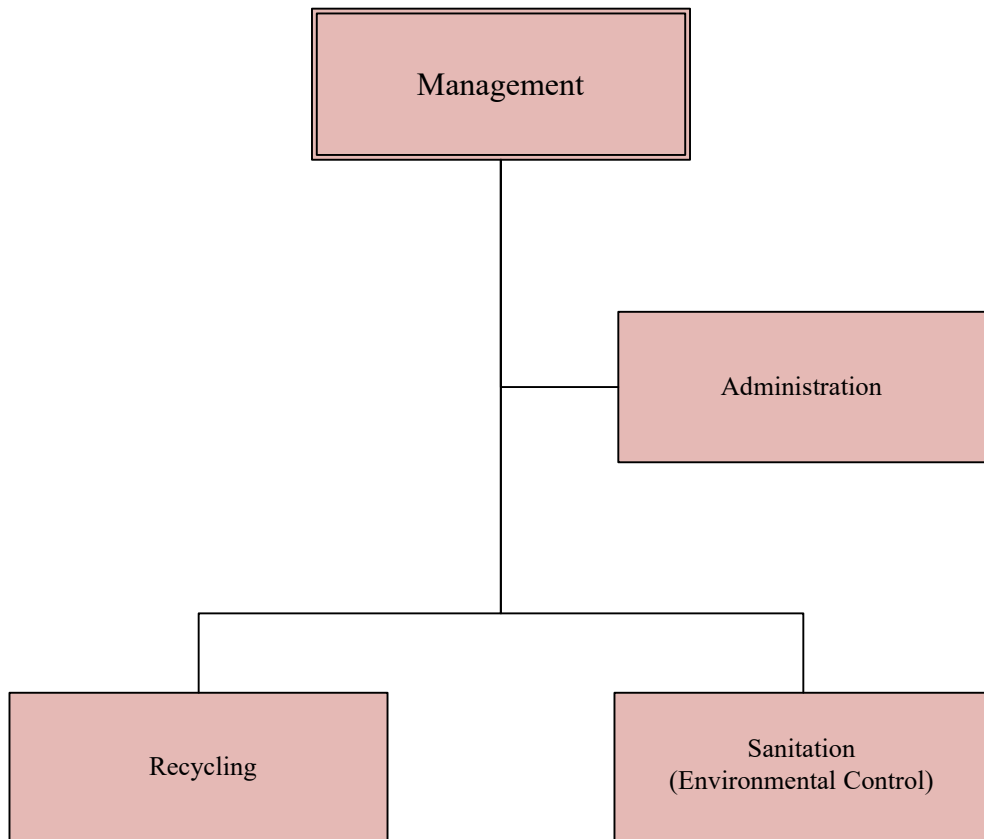 Management
Administration
Recycling
Sanitation
(Environmental Control)